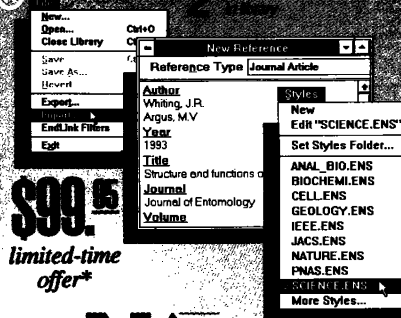 New...
Open... Ctrl+O
Close Library
Save
Save As...
Revert
Export...
Import...
EndLink Filters
Exit
New Reference
Reference Type Journal Article
Author
Whiting, J.R.
Argus, M.V
Year
1993
Title
Structure and functions o
Journal
Journal of Entomology
Volume
Styles
New
Edit "SCIENCE.ENS"
Set Styles Folder...
ANAL_BIO.ENS
BIOCHEMI.ENS
CELL.ENS
GEOLOGY.ENS
IEEE.ENS
JACS.ENS
NATURE.ENS
PNAS.ENS
SCIENCE.ENS
More Styles...
$99.95
limited-time
offer*